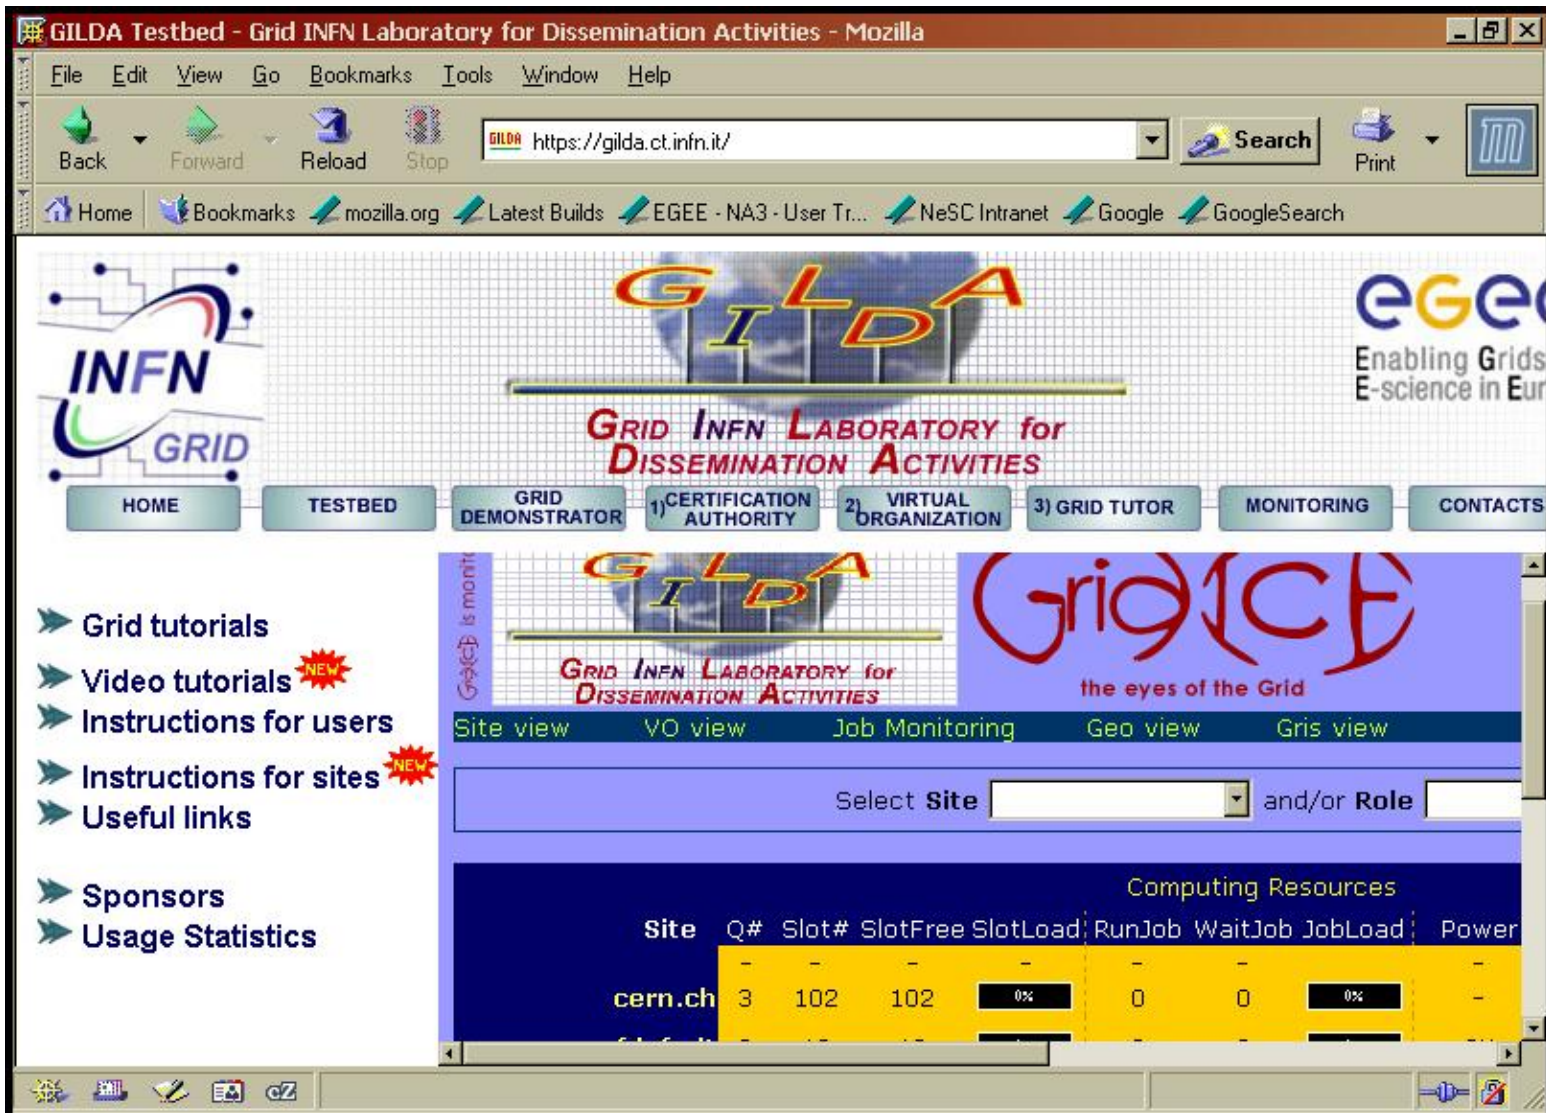 GILDA Testbed - Grid INFN Laboratory for Dissemination Activities - Mozilla
File Edit View Go Bookmarks Tools Window Help
Back Forward Reload Stop GILDA https://gilda.ct.infn.it/ Search Print
Home Bookmarks mozilla.org Latest Builds EGEE - NA3 - User Tr... NeSC Intranet Google GoogleSearch
INFN
GRID
GILDA
GRID INFN LABORATORY for
DISSEMINATION ACTIVITIES
egee
Enabling Grids
E-science in Eur
HOME
TESTBED
GRID
DEMONSTRATOR
1) CERTIFICATION
AUTHORITY
2) VIRTUAL
ORGANIZATION
3) GRID TUTOR
MONITORING
CONTACTS
Grid tutorials
Video tutorials NEW
Instructions for users
Instructions for sites NEW
Useful links
Sponsors
Usage Statistics
GridICE is monito
GILDA
GRID INFN LABORATORY for
DISSEMINATION ACTIVITIES
GridICE
the eyes of the Grid
Site view VO view Job Monitoring Geo view Gris view
Select Site and/or Role
Computing Resources
Site Q# Slot# SlotFree SlotLoad RunJob WaitJob JobLoad Power
- - - - - - -
cern.ch 3 102 102 0% 0 0 0% -